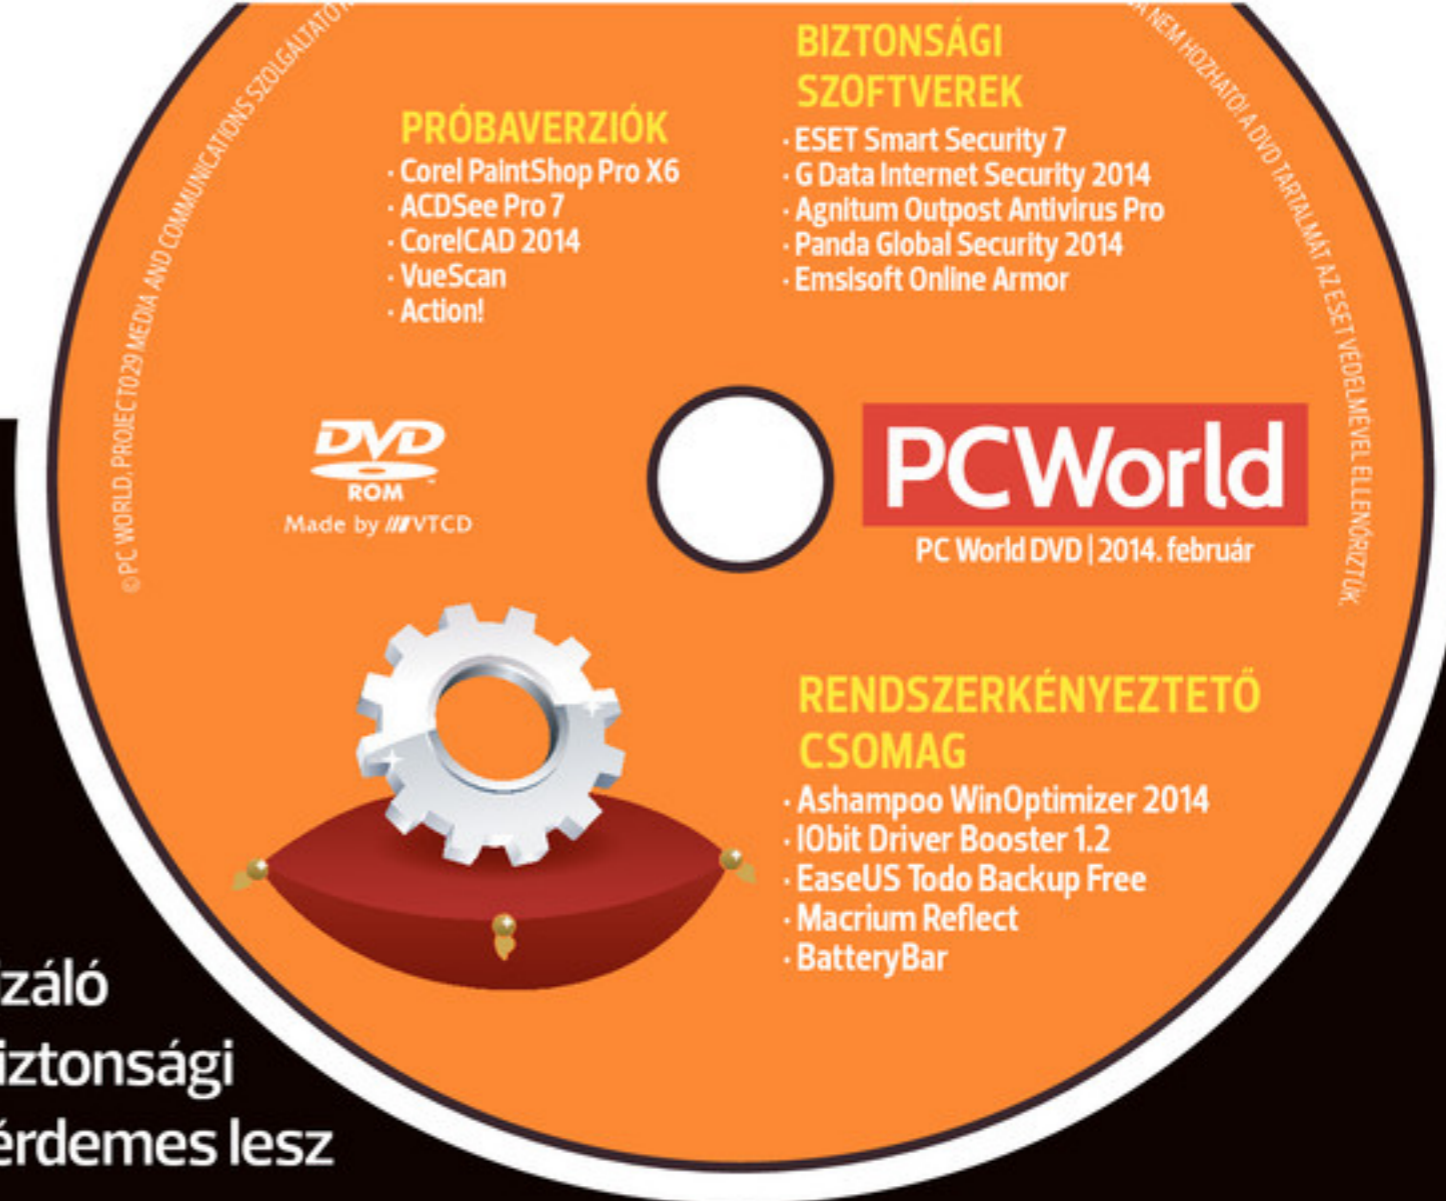 © PC WORLD, PROJECT029 MEDIA AND COMMUNICATIONS
PRÓBAVERZIÓK
· Corel PaintShop Pro X6
· ACDSee Pro 7
· CorelCAD 2014
· VueScan
· Action!
BIZTONSÁGI
SZOFTVEREK
· ESET Smart Security 7
· G Data Internet Security 2014
· Agnitum Outpost Antivirus Pro
· Panda Global Security 2014
· Emsisoft Online Armor
NEM HOZHATÓ! A DVD TARTALMÁT AZ ESET VÉDELMÉVEL ELLENŐRIZTÜK.
DVD
ROM
Made by VTCD
PCWorld
PC World DVD | 2014. február
RENDSZERKÉNYEZTETŐ
CSOMAG
· Ashampoo WinOptimizer 2014
· IObit Driver Booster 1.2
· EaseUS Todo Backup Free
· Macrium Reflect
· BatteryBar
izáló
iztonsági
érdemes lesz